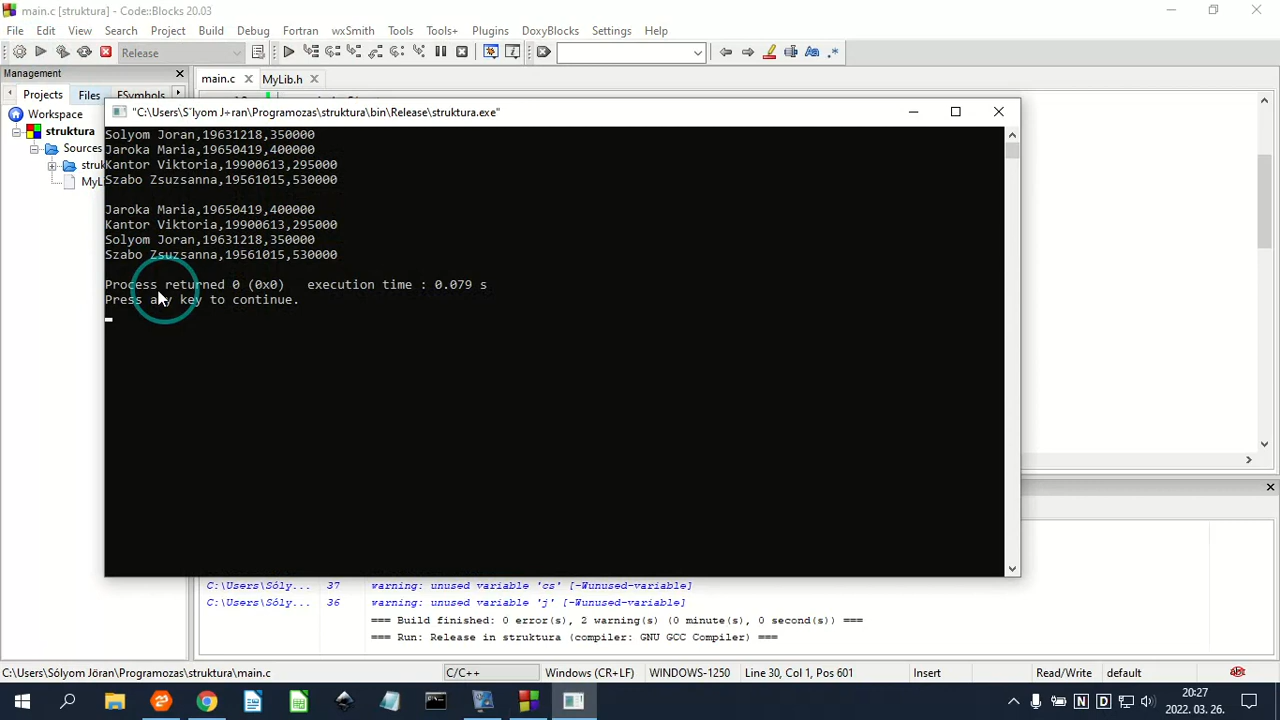 main.c [struktura] - Code::Blocks 20.03
File Edit View Search Project Build Debug Fortran wxSmith Tools Tools+ Plugins DoxyBlocks Settings Help
Release
Management
main.c MyLib.h
Projects Files FSymbols
Workspace
struktura
Sources
"C:\Users\S˘lyom J÷ran\Programozas\struktura\bin\Release\struktura.exe"
Solyom Joran,19631218,350000
Jaroka Maria,19650419,400000
Kantor Viktoria,19900613,295000
Szabo Zsuzsanna,19561015,530000
Jaroka Maria,19650419,400000
Kantor Viktoria,19900613,295000
Solyom Joran,19631218,350000
Szabo Zsuzsanna,19561015,530000
Process returned 0 (0x0) execution time : 0.079 s
Press any key to continue.
C:\Users\Sóly... 37 warning: unused variable 'cs' [-Wunused-variable]
C:\Users\Sóly... 36 warning: unused variable 'j' [-Wunused-variable]
=== Build finished: 0 error(s), 2 warning(s) (0 minute(s), 0 second(s)) ===
=== Run: Release in struktura (compiler: GNU GCC Compiler) ===
C:\Users\Sólyom Jöran\Programozas\struktura\main.c C/C++ Windows (CR+LF) WINDOWS-1250 Line 30, Col 1, Pos 601 Insert Read/Write default
20:27
2022. 03. 26.